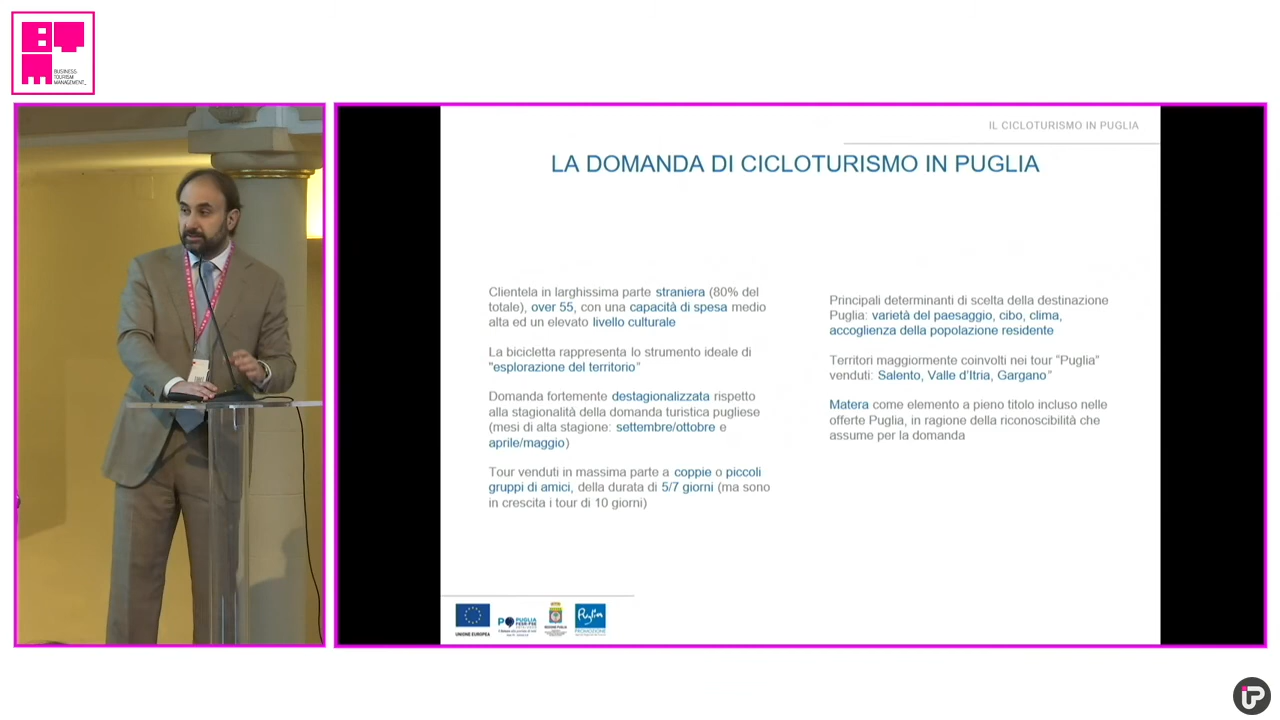 BUSINESS
TOURISM
MANAGEMENT_
IL CICLOTURISMO IN PUGLIA
LA DOMANDA DI CICLOTURISMO IN PUGLIA
Clientela in larghissima parte straniera (80% del
totale), over 55, con una capacità di spesa medio
alta ed un elevato livello culturale
La bicicletta rappresenta lo strumento ideale di
"esplorazione del territorio"
Domanda fortemente destagionalizzata rispetto
alla stagionalità della domanda turistica pugliese
(mesi di alta stagione: settembre/ottobre e
aprile/maggio)
Tour venduti in massima parte a coppie o piccoli
gruppi di amici, della durata di 5/7 giorni (ma sono
in crescita i tour di 10 giorni)
Principali determinanti di scelta della destinazione
Puglia: varietà del paesaggio, cibo, clima,
accoglienza della popolazione residente
Territori maggiormente coinvolti nei tour "Puglia"
venduti: Salento, Valle d'Itria, Gargano"
Matera come elemento a pieno titolo incluso nelle
offerte Puglia, in ragione della riconoscibilità che
assume per la domanda
UNIONE EUROPEA
PUGLIA
REGIONE PUGLIA
Puglia
PROMOZIONE